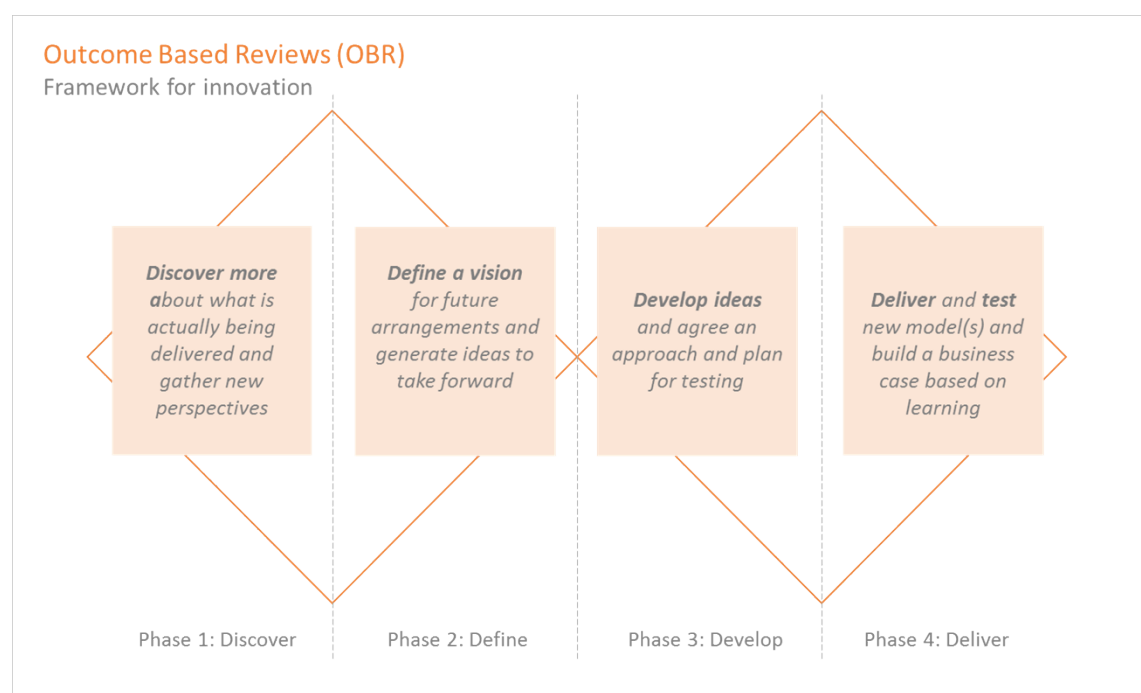 Outcome Based Reviews (OBR)
Framework for innovation
Discover more
about what is
actually being
delivered and
gather new
perspectives
Define a vision
for future
arrangements and
generate ideas to
take forward
Develop ideas
and agree an
approach and plan
for testing
Deliver and test
new model(s) and
build a business
case based on
learning
Phase 1: Discover
Phase 2: Define
Phase 3: Develop
Phase 4: Deliver